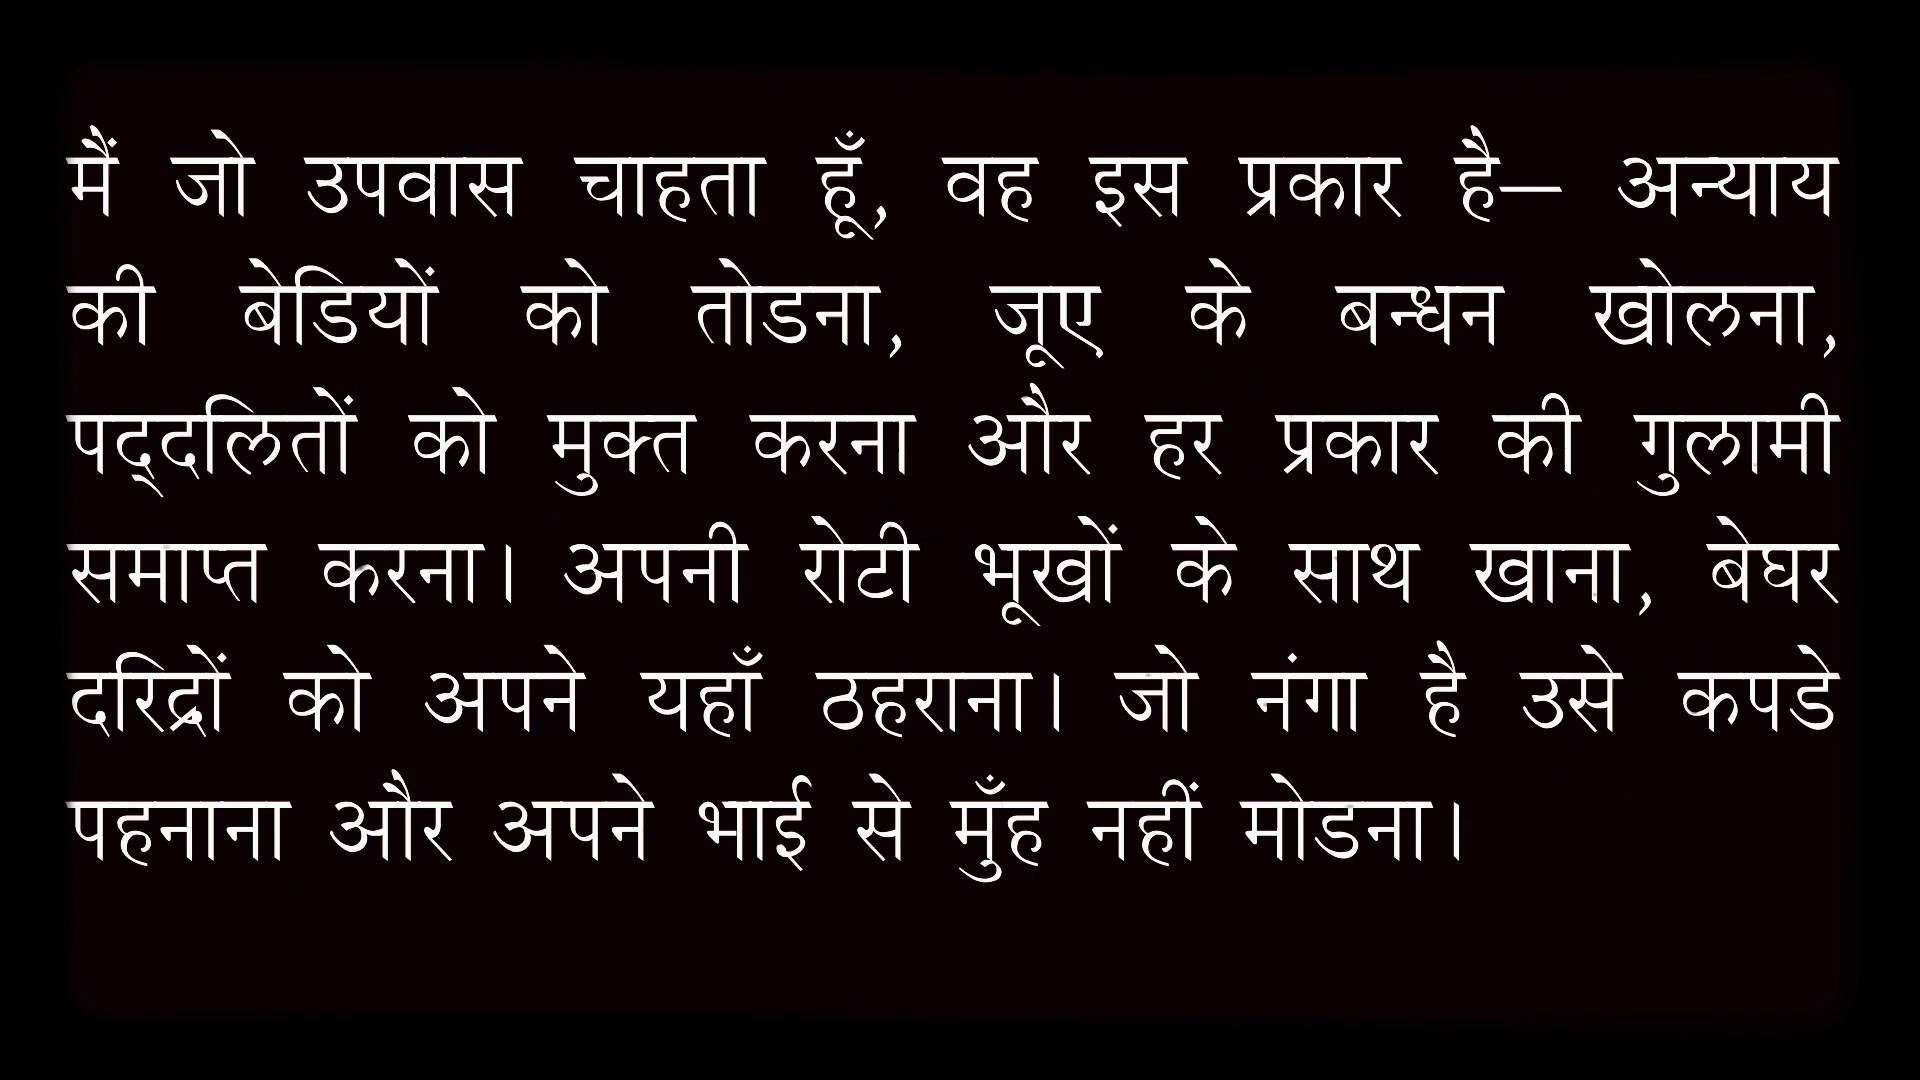 मैं जो उपवास चाहता हूँ, वह इस प्रकार है– अन्याय
की बेडियों को तोडना, जूए के बन्धन खोलना,
पद्‌दलितों को मुक्त करना और हर प्रकार की गुलामी
समाप्त करना। अपनी रोटी भूखों के साथ खाना, बेघर
दरिद्रों को अपने यहाँ ठहराना। जो नंगा है उसे कपडे
पहनाना और अपने भाई से मुँह नहीं मोडना।